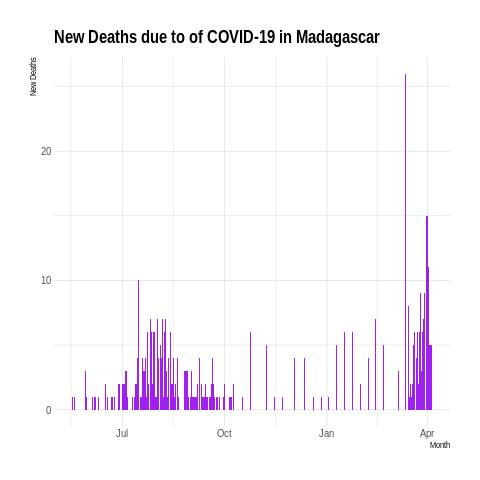 New Deaths due to of COVID-19 in Madagascar
New Deaths
20
10
0
Jul Oct Jan Apr
Month